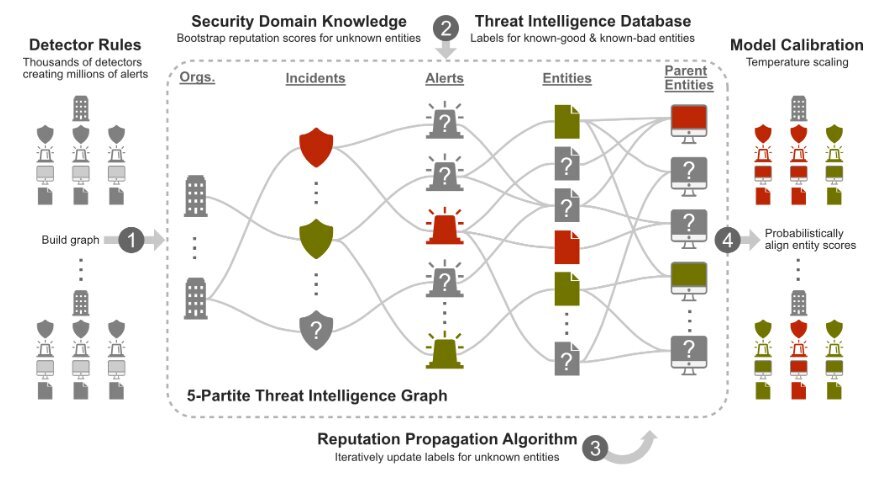 Security Domain Knowledge
Bootstrap reputation scores for unknown entities
2
Threat Intelligence Database
Labels for known-good & known-bad entities
Detector Rules
Thousands of detectors
creating millions of alerts
Model Calibration
Temperature scaling
Orgs.
Incidents
Alerts
Entities
Parent
Entities
?
?
?
?
?
?
?
?
?
?
Build graph
1
4
Probabilistically
align entity scores
5-Partite Threat Intelligence Graph
Reputation Propagation Algorithm
Iteratively update labels for unknown entities
3